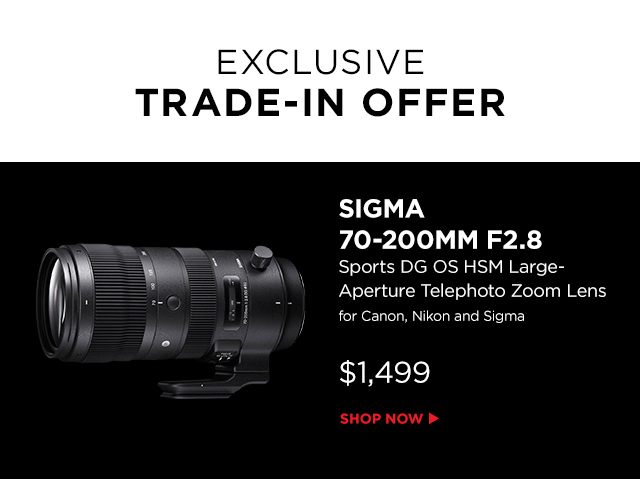 EXCLUSIVE
TRADE-IN OFFER
SIGMA
70-200MM F2.8
Sports DG OS HSM Large-
Aperture Telephoto Zoom Lens
for Canon, Nikon and Sigma
$1,499
SHOP NOW